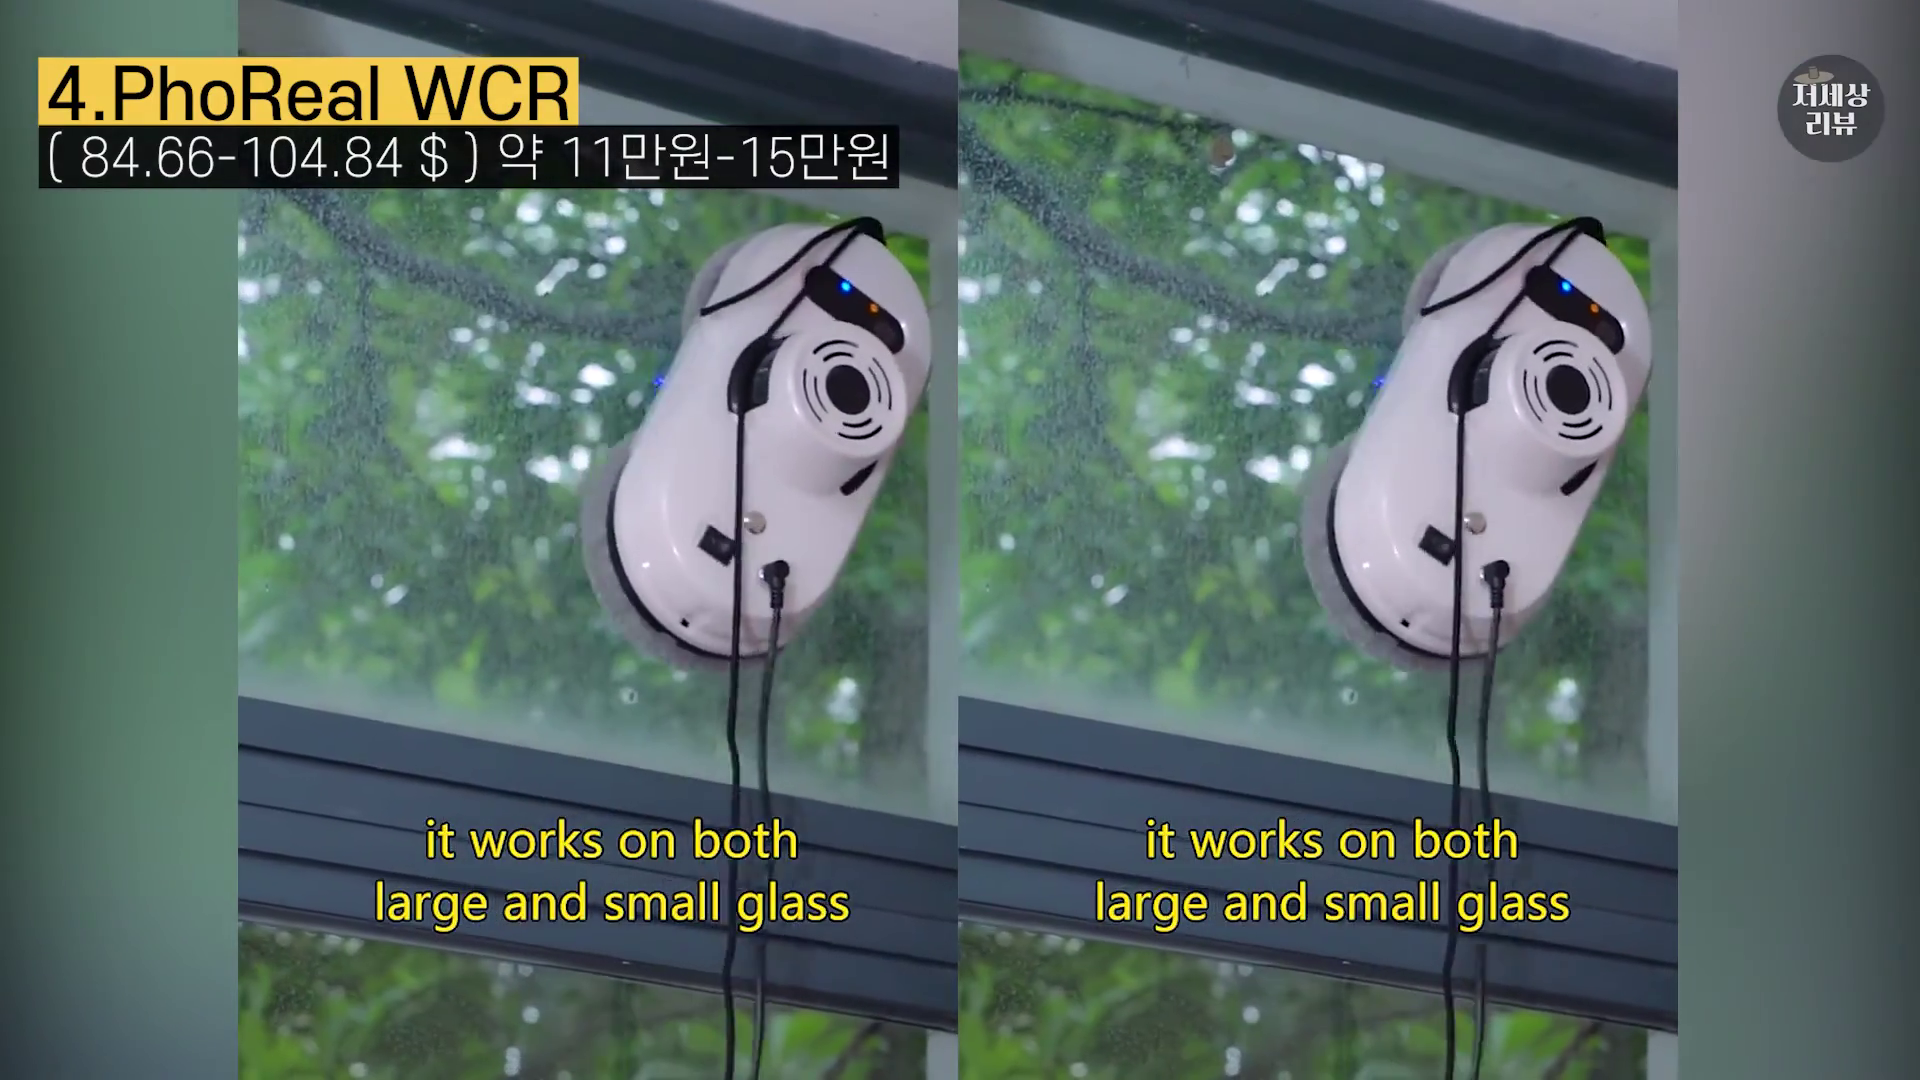 4.PhoReal WCR
( 84.66-104.84 $ ) 약 11만원-15만원
저세상
리뷰
it works on both
large and small glass
it works on both
large and small glass